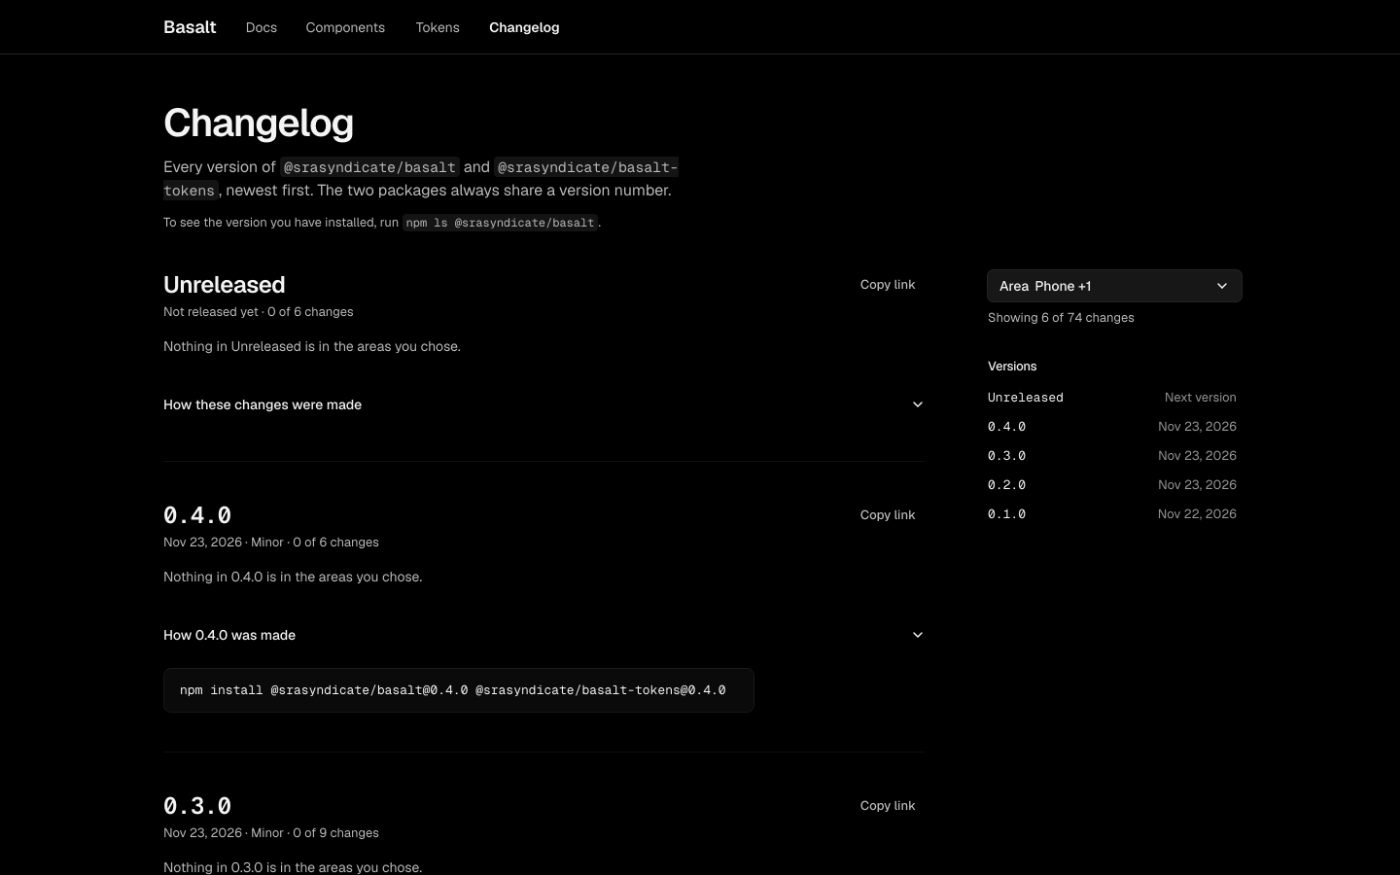 Basalt Docs Components Tokens Changelog
Changelog
Every version of @srasyndicate/basalt and @srasyndicate/basalt-
tokens, newest first. The two packages always share a version number.
To see the version you have installed, run npm ls @srasyndicate/basalt.
Unreleased
Copy link
Not released yet · 0 of 6 changes
Nothing in Unreleased is in the areas you chose.
How these changes were made
0.4.0
Copy link
Nov 23, 2026 · Minor · 0 of 6 changes
Nothing in 0.4.0 is in the areas you chose.
How 0.4.0 was made
npm install @srasyndicate/basalt@0.4.0 @srasyndicate/basalt-tokens@0.4.0
0.3.0
Copy link
Nov 23, 2026 · Minor · 0 of 9 changes
Nothing in 0.3.0 is in the areas you chose.
Area Phone +1
Showing 6 of 74 changes
Versions
Unreleased Next version
0.4.0 Nov 23, 2026
0.3.0 Nov 23, 2026
0.2.0 Nov 23, 2026
0.1.0 Nov 22, 2026